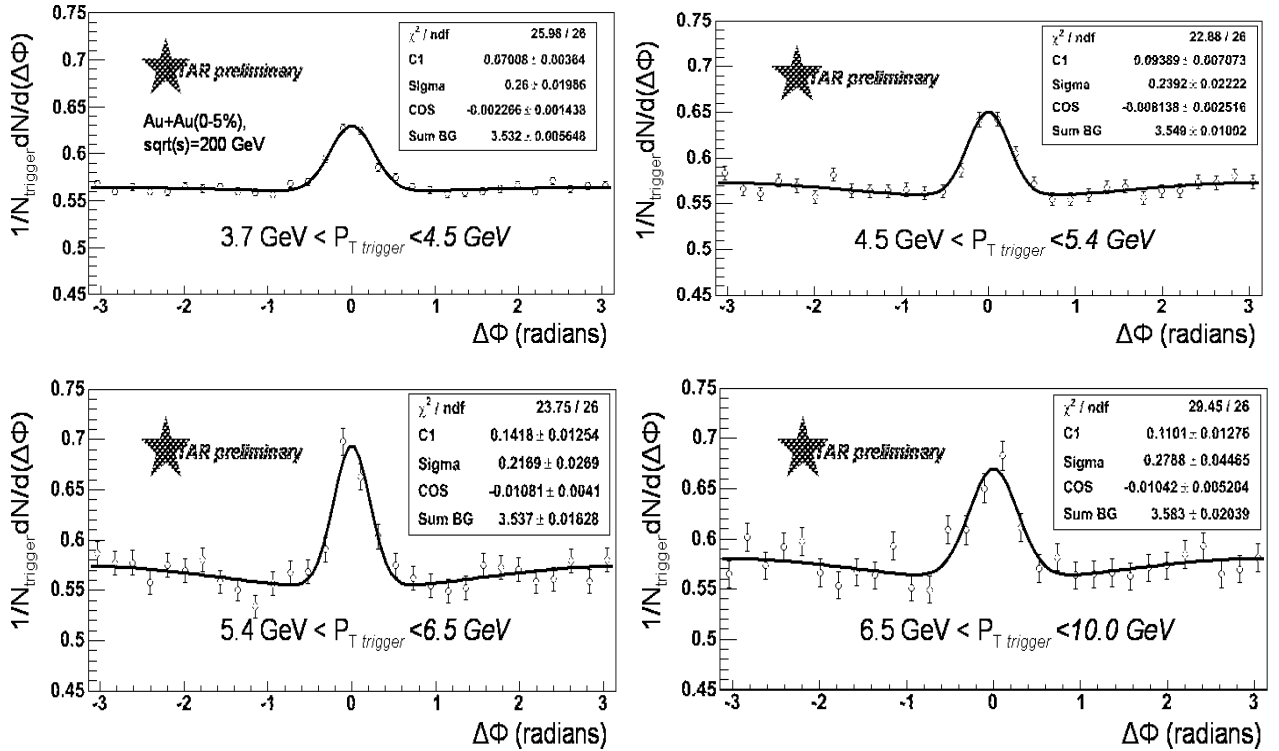 0.75
0.7
0.65
0.6
0.55
0.5
0.45
1/N_trigger dN/d(ΔΦ)
TAR preliminary
Au+Au(0-5%),
sqrt(s)=200 GeV
χ² / ndf 25.98 / 26
C1 0.07008 ± 0.00364
Sigma 0.26 ± 0.01986
COS -0.002266 ± 0.001438
Sum BG 3.532 ± 0.005648
3.7 GeV < P_T trigger <4.5 GeV
-3 -2 -1 0 1 2 3
ΔΦ (radians)
0.75
0.7
0.65
0.6
0.55
0.5
0.45
1/N_trigger dN/d(ΔΦ)
TAR preliminary
χ² / ndf 22.88 / 26
C1 0.09389 ± 0.007073
Sigma 0.2392 ± 0.02222
COS -0.008138 ± 0.002516
Sum BG 3.549 ± 0.01002
4.5 GeV < P_T trigger <5.4 GeV
-3 -2 -1 0 1 2 3
ΔΦ (radians)
0.75
0.7
0.65
0.6
0.55
0.5
0.45
1/N_trigger dN/d(ΔΦ)
TAR preliminary
χ² / ndf 23.75 / 26
C1 0.1418 ± 0.01254
Sigma 0.2169 ± 0.0269
COS -0.01081 ± 0.0041
Sum BG 3.537 ± 0.01628
5.4 GeV < P_T trigger <6.5 GeV
-3 -2 -1 0 1 2 3
ΔΦ (radians)
0.75
0.7
0.65
0.6
0.55
0.5
0.45
1/N_trigger dN/d(ΔΦ)
TAR preliminary
χ² / ndf 29.45 / 26
C1 0.1101 ± 0.01276
Sigma 0.2788 ± 0.04465
COS -0.01042 ± 0.005204
Sum BG 3.583 ± 0.02039
6.5 GeV < P_T trigger <10.0 GeV
-3 -2 -1 0 1 2 3
ΔΦ (radians)